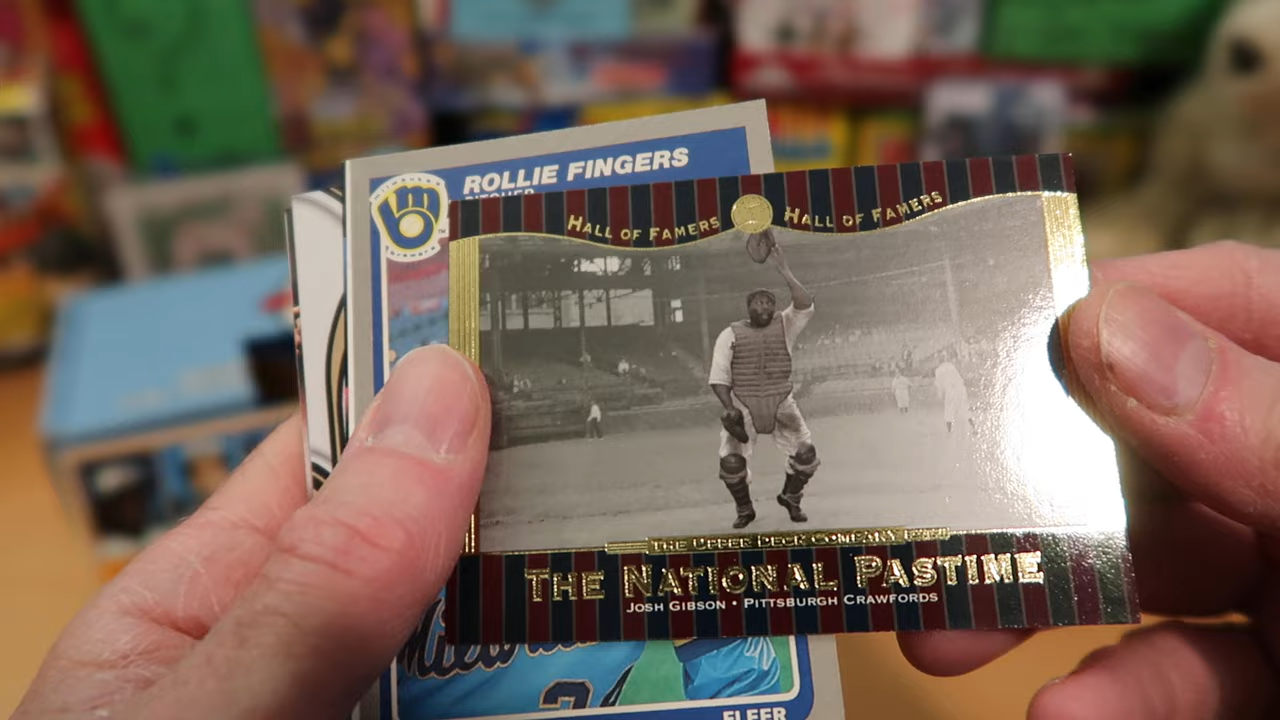 ROLLIE FINGERS
PITCHER
HALL OF FAMERS HALL OF FAMERS
THE UPPER DECK COMPANY
THE NATIONAL PASTIME
JOSH GIBSON • PITTSBURGH CRAWFORDS
FLEER